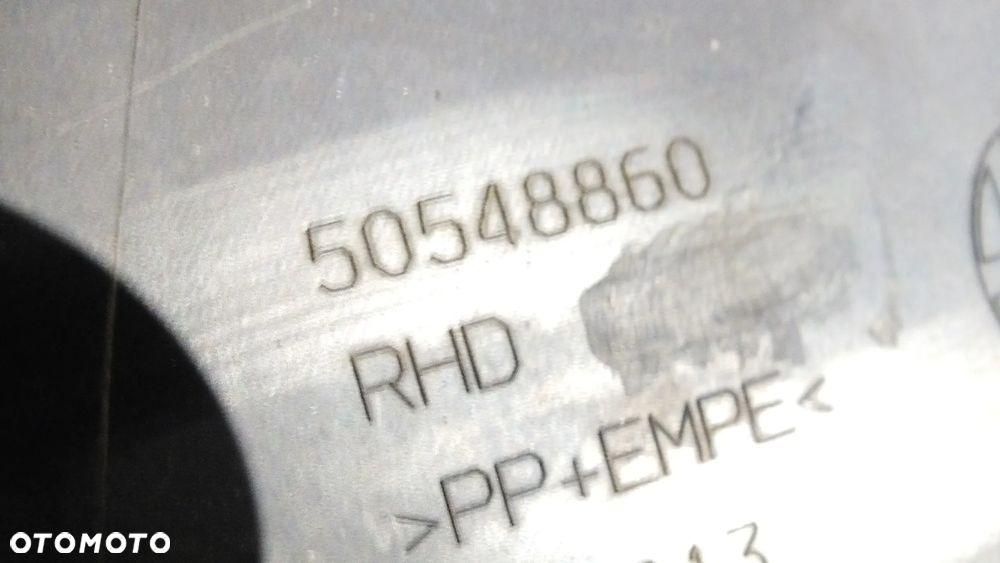 50548860
RHD
>PP+EMPE<
OTOMOTO